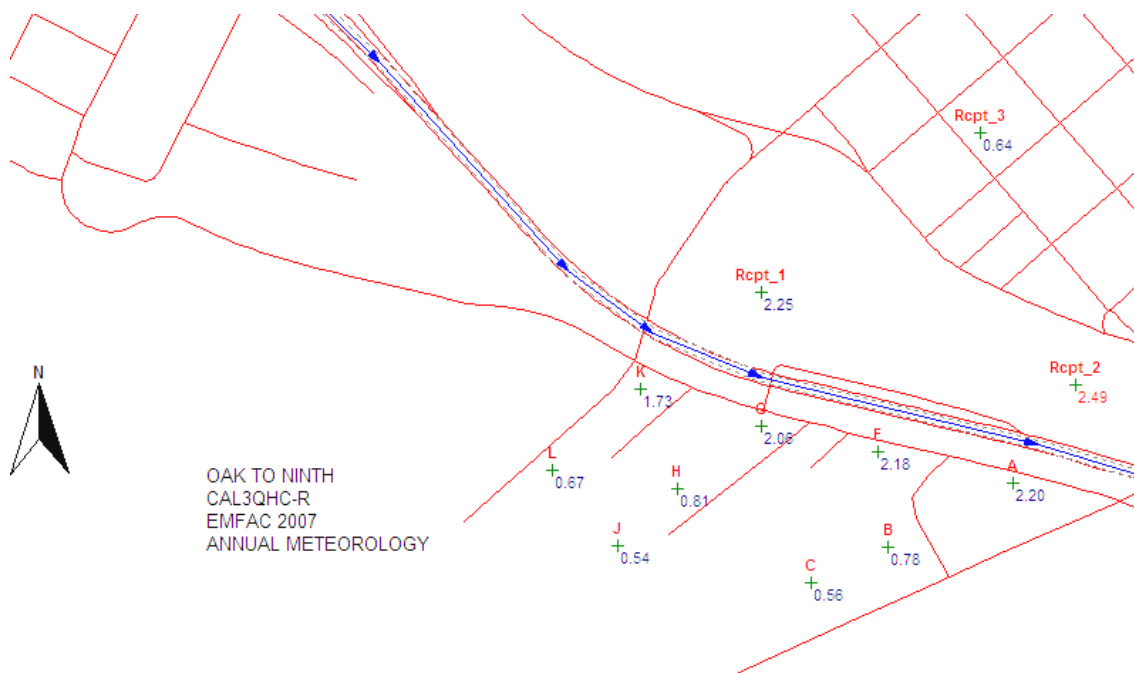 Rcpt_3
0.64
Rcpt_1
2.25
Rcpt_2
2.49
N
K
1.73
2.06
F
2.18
L
0.67
H
0.81
A
2.20
OAK TO NINTH
CAL3QHC-R
EMFAC 2007
ANNUAL METEOROLOGY
J
0.54
B
0.78
C
0.56